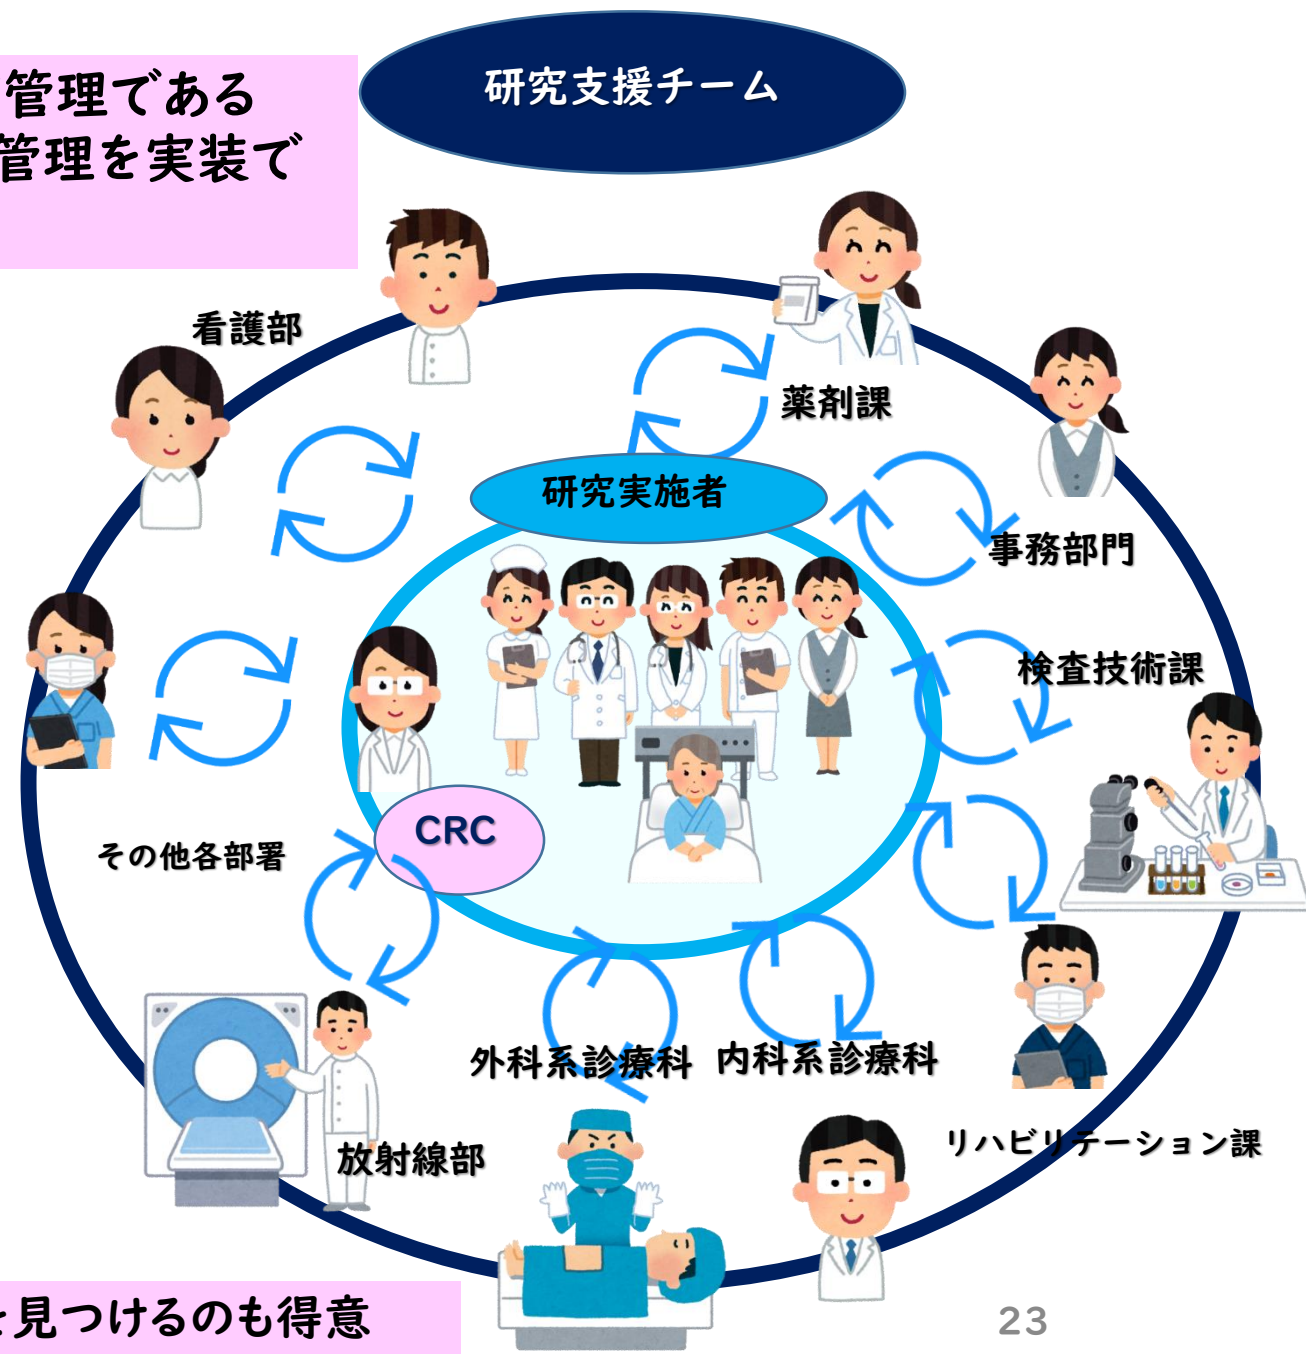 研究支援チーム
管理である
管理を実装で
看護部
薬剤課
研究実施者
事務部門
検査技術課
CRC
その他各部署
外科系診療科
内科系診療科
リハビリテーション課
放射線部
を見つけるのも得意
23